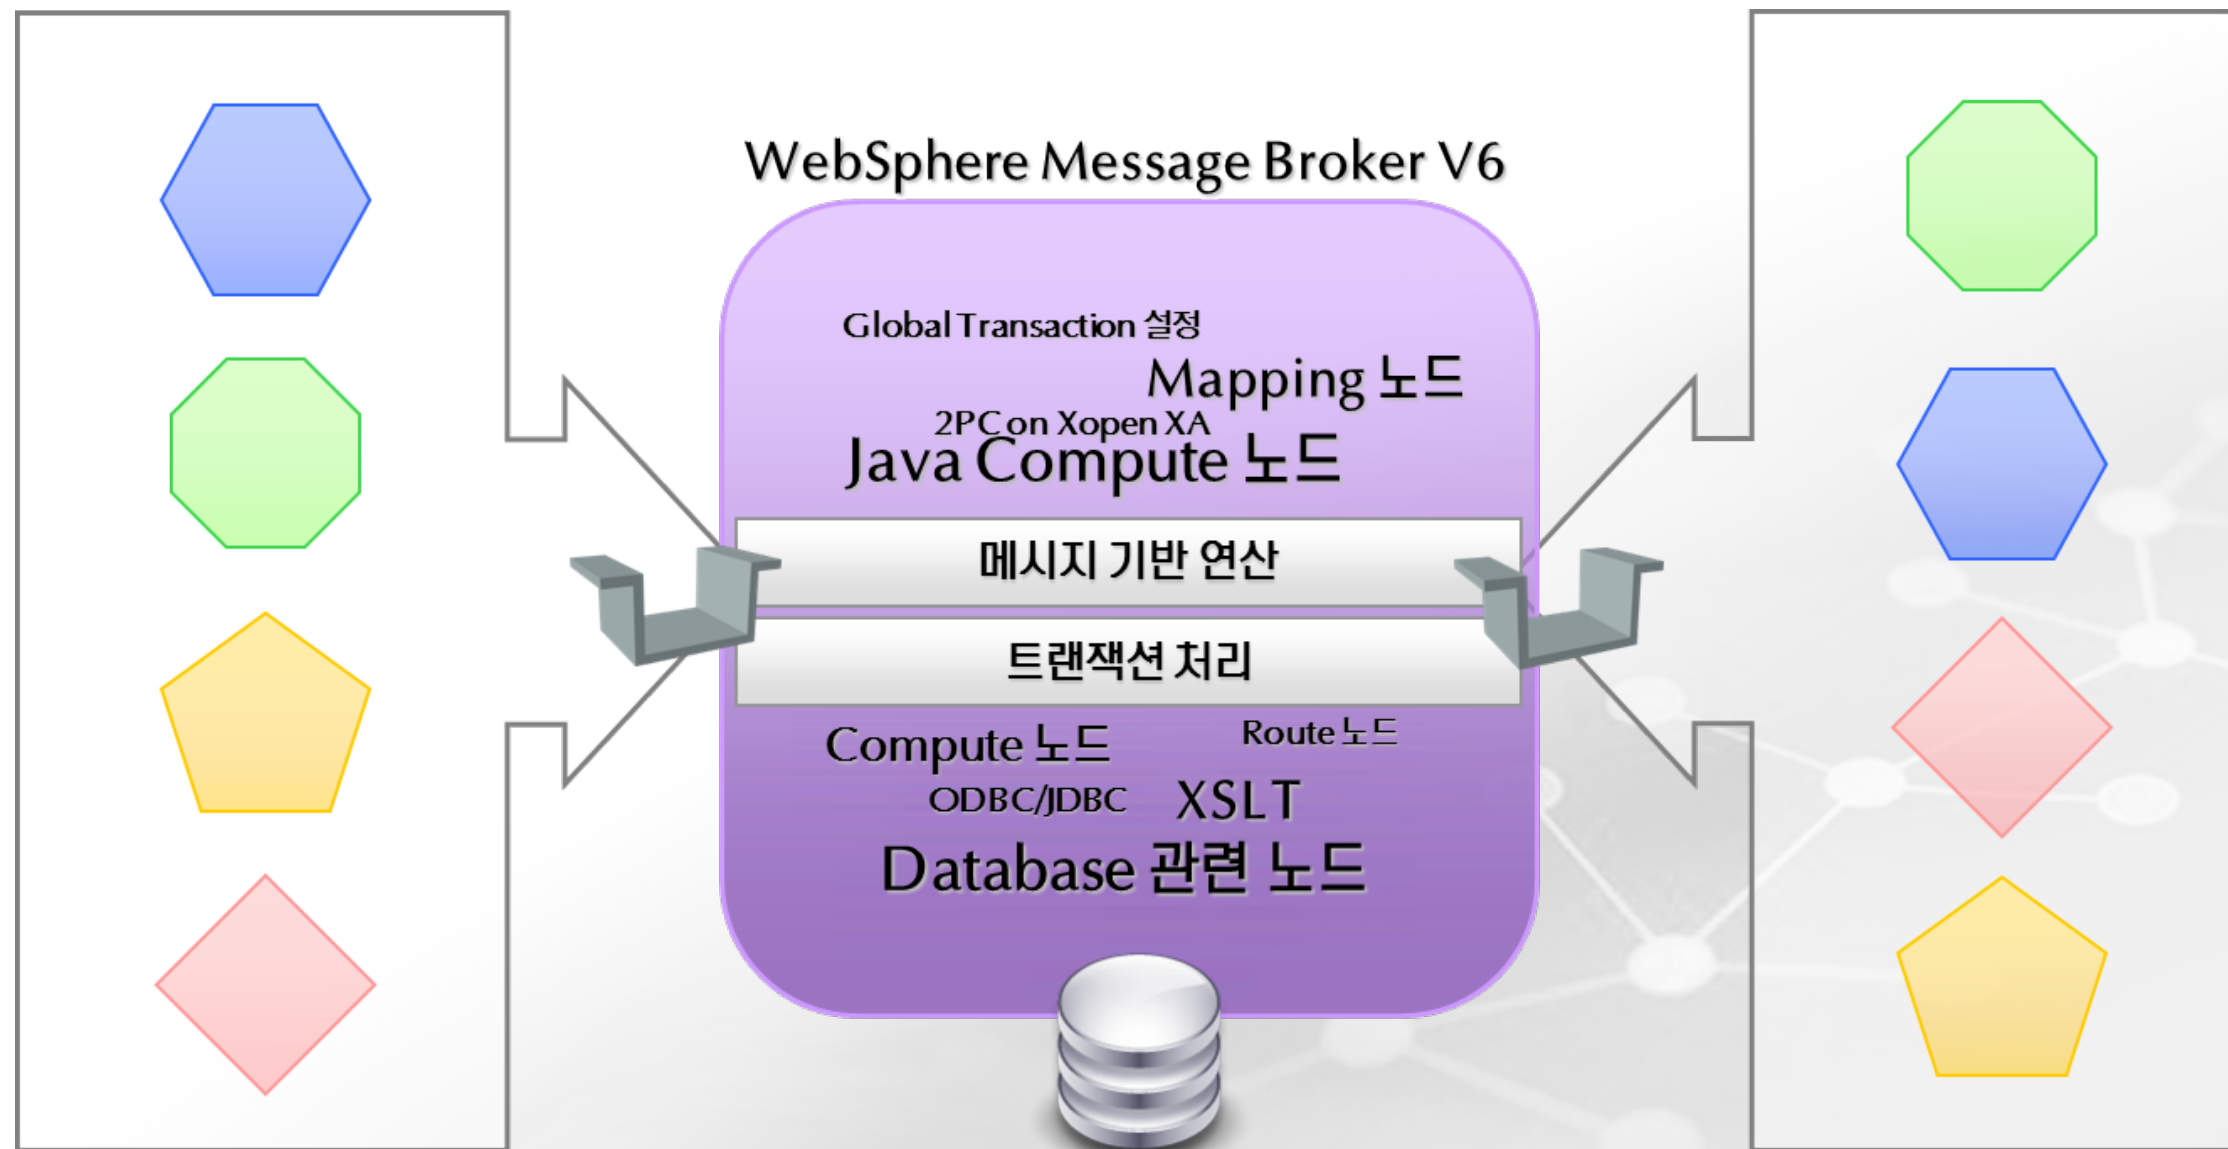 WebSphere Message Broker V6
Global Transaction 설정
Mapping 노드
2PC on Xopen XA
Java Compute 노드
메시지 기반 연산
트랜잭션 처리
Compute 노드
Route 노드
ODBC/JDBC
XSLT
Database 관련 노드